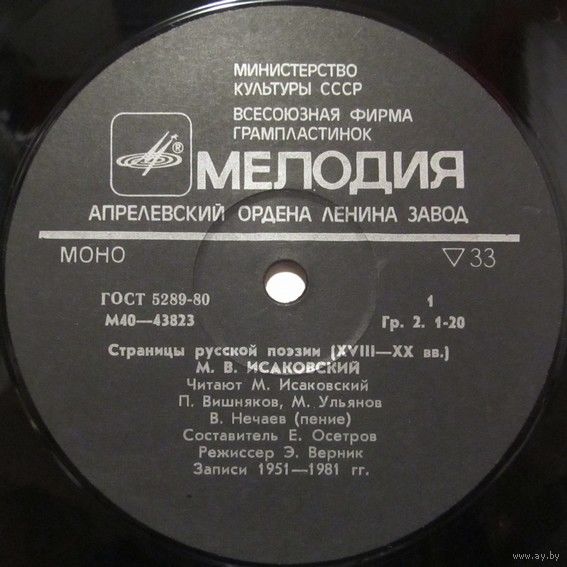 МИНИСТЕРСТВО
КУЛЬТУРЫ СССР
ВСЕСОЮЗНАЯ ФИРМА
ГРАМПЛАСТИНОК
®
МЕЛОДИЯ
АПРЕЛЕВСКИЙ ОРДЕНА ЛЕНИНА ЗАВОД
МОНО ▽33
ГОСТ 5289-80 1
М40—43823 Гр. 2. 1-20
Страницы русской поэзии (XVIII—XX вв.)
М. В. ИСАКОВСКИЙ
Читают М. Исаковский
П. Вишняков, М. Ульянов
В. Нечаев (пение)
Составитель Е. Осетров
Режиссер Э. Верник
Записи 1951—1981 гг.
www.ay.by